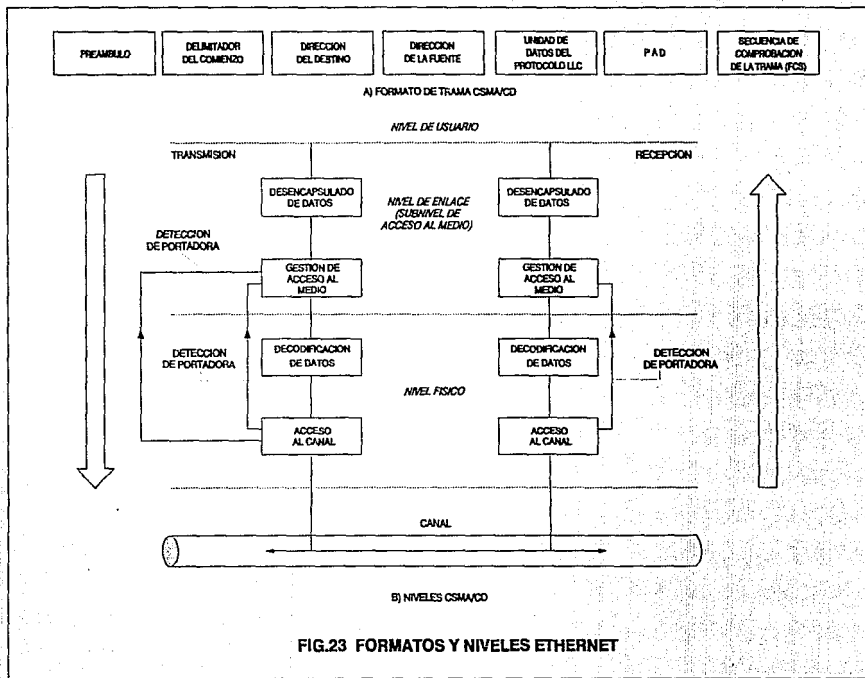 PREAMBULO
DELIMITADOR
DEL COMIENZO
DIRECCION
DEL DESTINO
DIRECCION
DE LA FUENTE
UNIDAD DE
DATOS DEL
PROTOCOLO LLC
PAD
SECUENCIA DE
COMPROBACION
DE LA TRAMA (FCS)
A) FORMATO DE TRAMA CSMA/CD
NIVEL DE USUARIO
TRANSMISION
RECEPCION
DESENCAPSULADO
DE DATOS
NIVEL DE ENLACE
(SUBNIVEL DE
ACCESO AL MEDIO)
DESENCAPSULADO
DE DATOS
DETECCION
DE PORTADORA
GESTION DE
ACCESO AL
MEDIO
GESTION DE
ACCESO AL
MEDIO
DETECCION
DE PORTADORA
DECODIFICACION
DE DATOS
DECODIFICACION
DE DATOS
DETECCION
DE PORTADORA
NIVEL FISICO
ACCESO
AL CANAL
ACCESO
AL CANAL
CANAL
B) NIVELES CSMA/CD
FIG.23 FORMATOS Y NIVELES ETHERNET